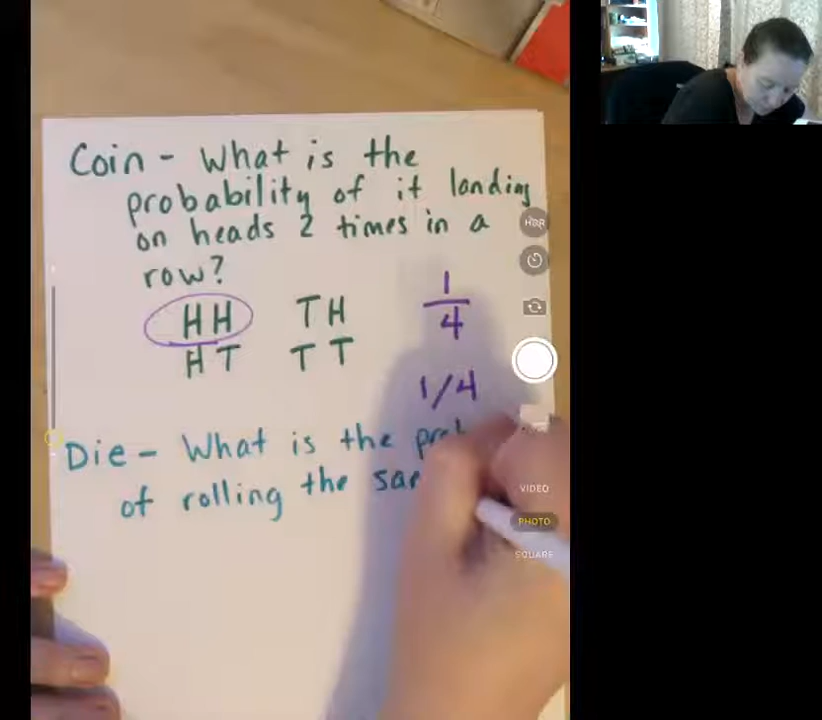 Coin - What is the
probability of it landing
on heads 2 times in a
row?
HH TH
HT TT
1
4
1/4
Die - What is the
of rolling the
HDR
VIDEO
PHOTO
SQUARE